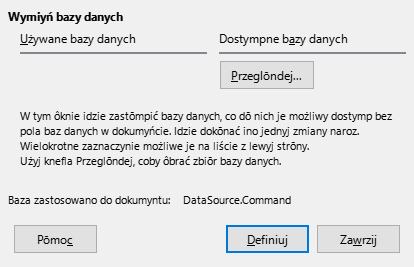 Wymiyń bazy danych
Używane bazy danych
Dostympne bazy danych
Przeglōndej...
W tym ôknie idzie zastōmpić bazy danych, co dō nich je możliwy dostymp bez
pola baz danych w dokumyńcie. Idzie dokōnać ino jednyj zmiany naroz.
Wielokrotne zaznaczynie możliwe je na liście z lewyj strōny.
Użyj knefla Przeglōndej, coby ôbrać zbiōr bazy danych.
Baza zastosowano do dokumyntu: DataSource.Command
Pōmoc
Definiuj
Zawrzij